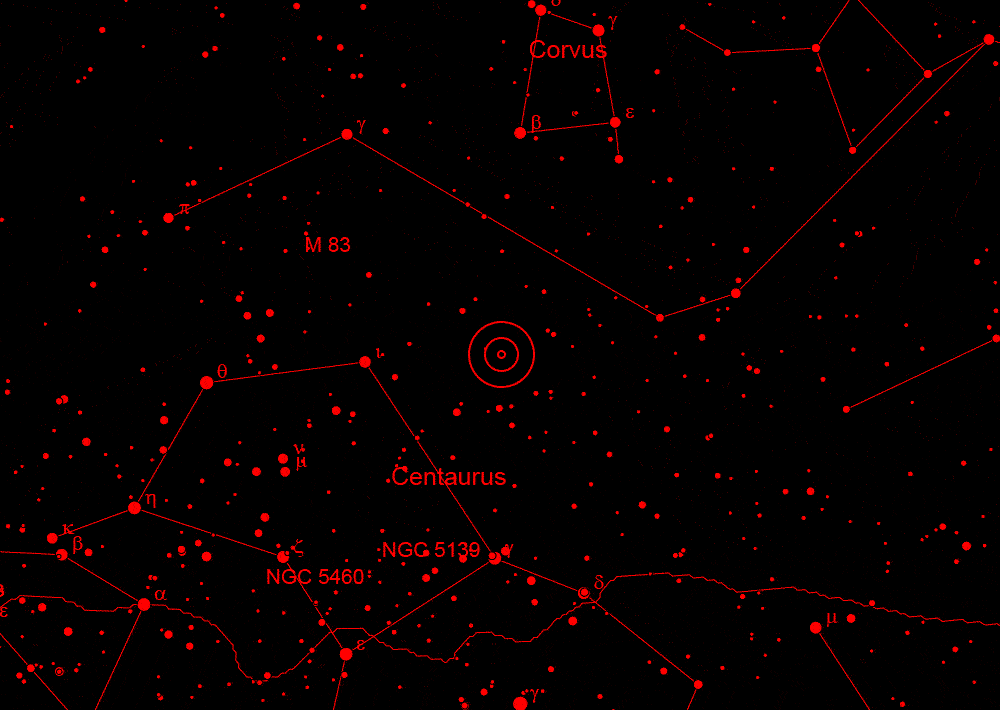 δ
γ
Corvus
ε
β
γ
π
M 83
ι
θ
ν
μ
Centaurus
η
κ
β
ζ
NGC 5139 γ
NGC 5460
δ
α
ε
μ
ε
γ